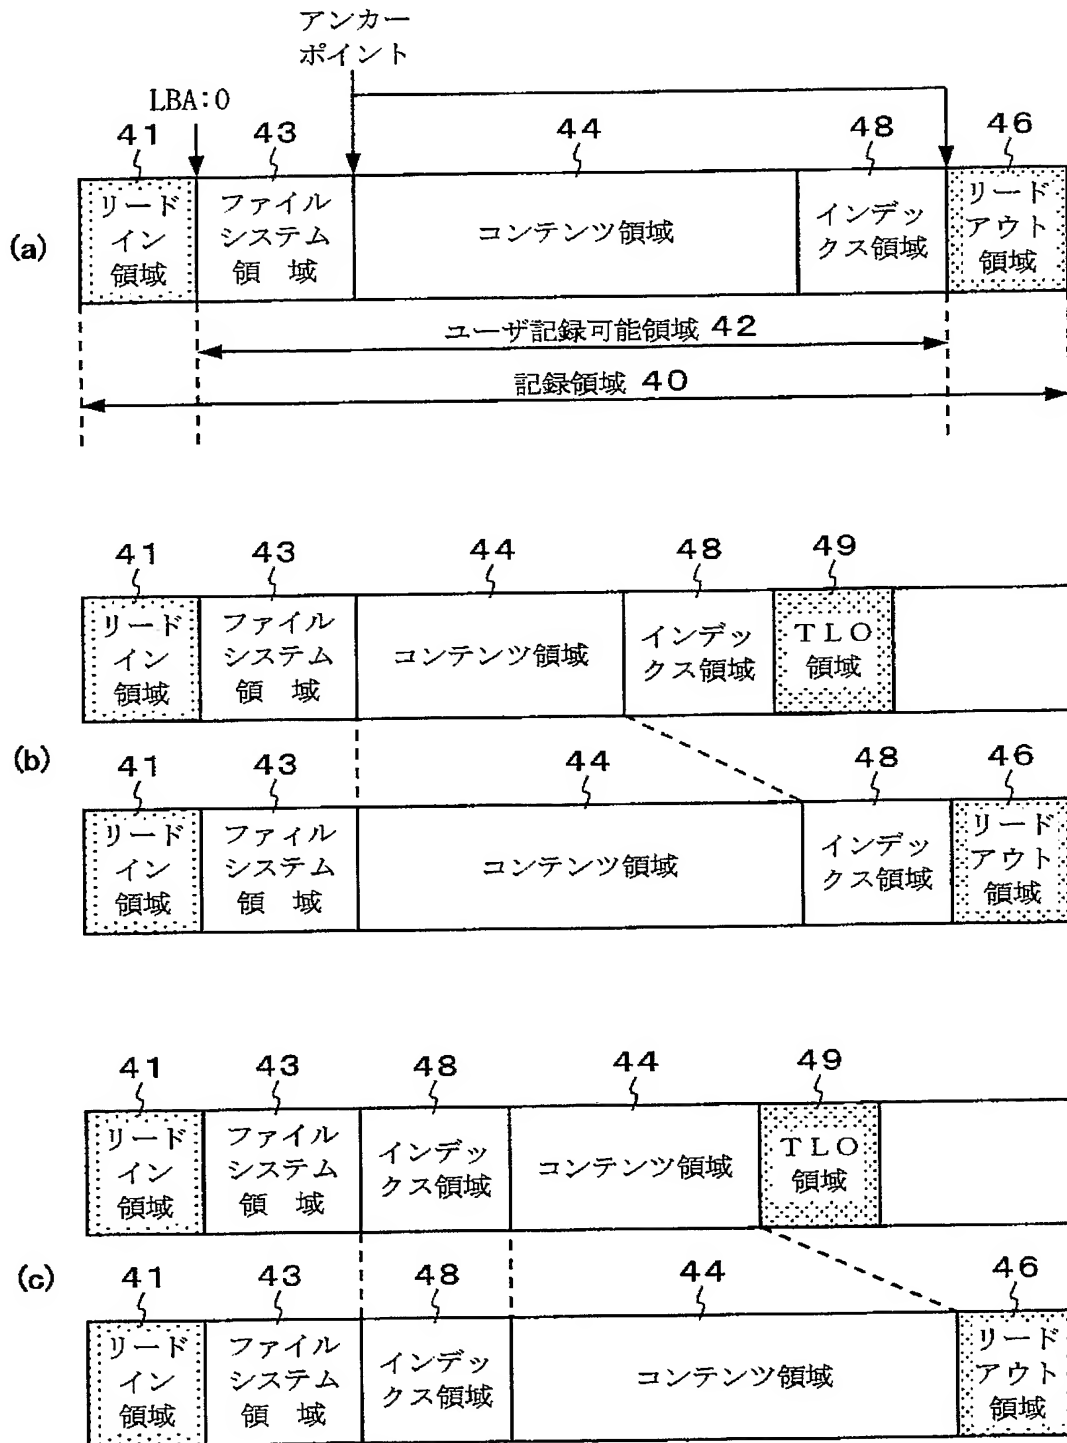 アンカー
ポイント
LBA:0
41 43 44 48 46
(a)
リード
イン
領域
ファイル
システム
領 域
コンテンツ領域
インデッ
クス領域
リード
アウト
領域
ユーザ記録可能領域 42
記録領域 40
(b)
41 43 44 48 49
リード
イン
領域
ファイル
システム
領 域
コンテンツ領域
インデッ
クス領域
TLO
領域
41 43 44 48 46
リード
イン
領域
ファイル
システム
領 域
コンテンツ領域
インデッ
クス領域
リード
アウト
領域
(c)
41 43 48 44 49
リード
イン
領域
ファイル
システム
領 域
インデッ
クス領域
コンテンツ領域
TLO
領域
41 43 48 44 46
リード
イン
領域
ファイル
システム
領 域
インデッ
クス領域
コンテンツ領域
リード
アウト
領域